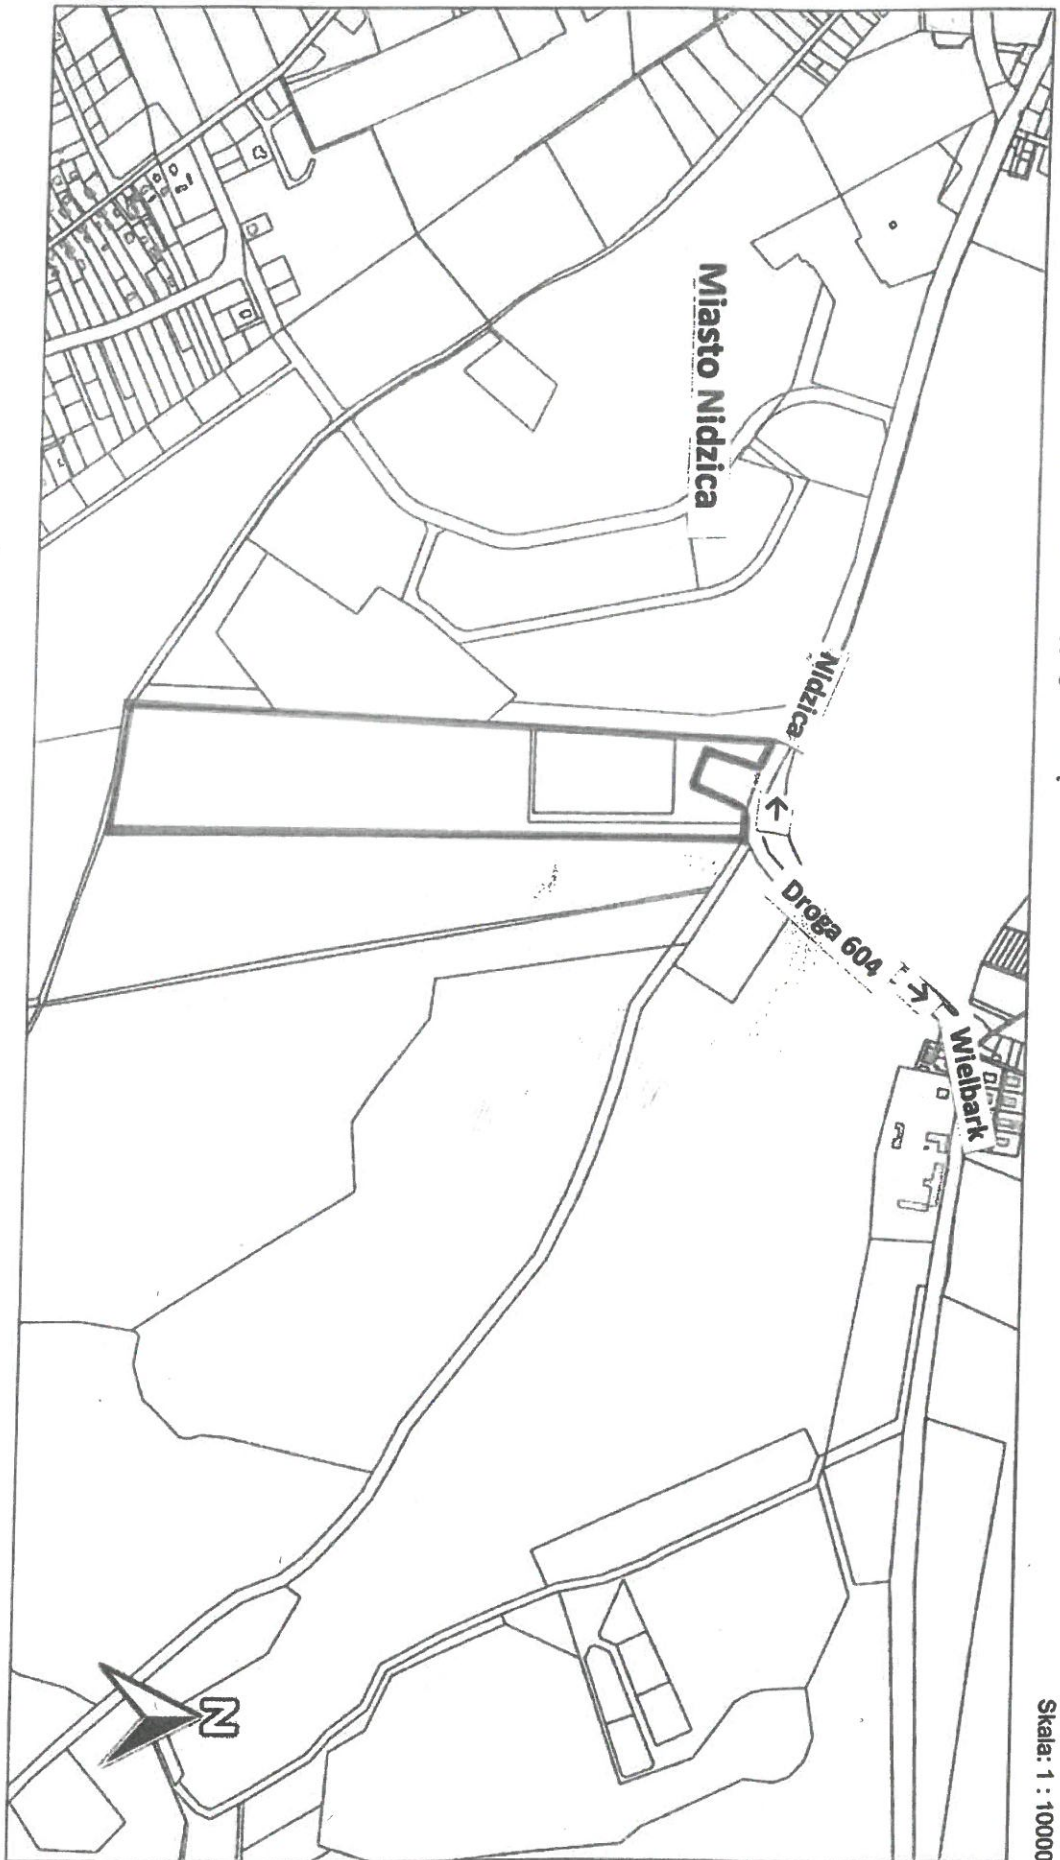 Skala: 1 : 10000
Miasto Nidzica
Nidzica
Droga 604
Wielbark
N